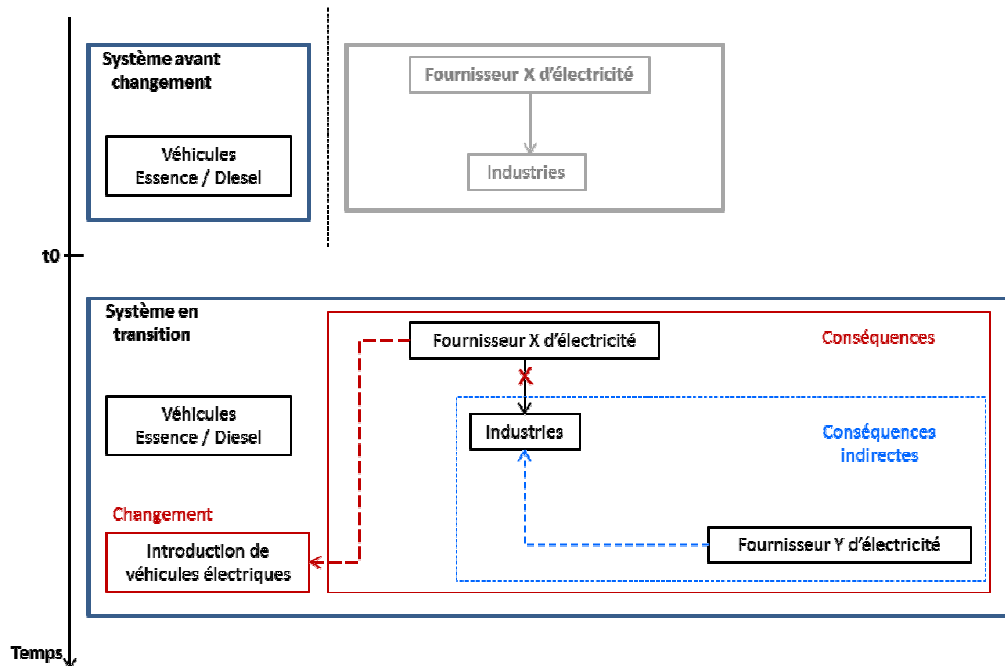 Système avant
changement
Fournisseur X d'électricité
Véhicules
Essence / Diesel
Industries
t0
Système en
transition
Fournisseur X d'électricité
Conséquences
X
Véhicules
Essence / Diesel
Industries
Conséquences
indirectes
Changement
Introduction de
véhicules électriques
Fournisseur Y d'électricité
Temps